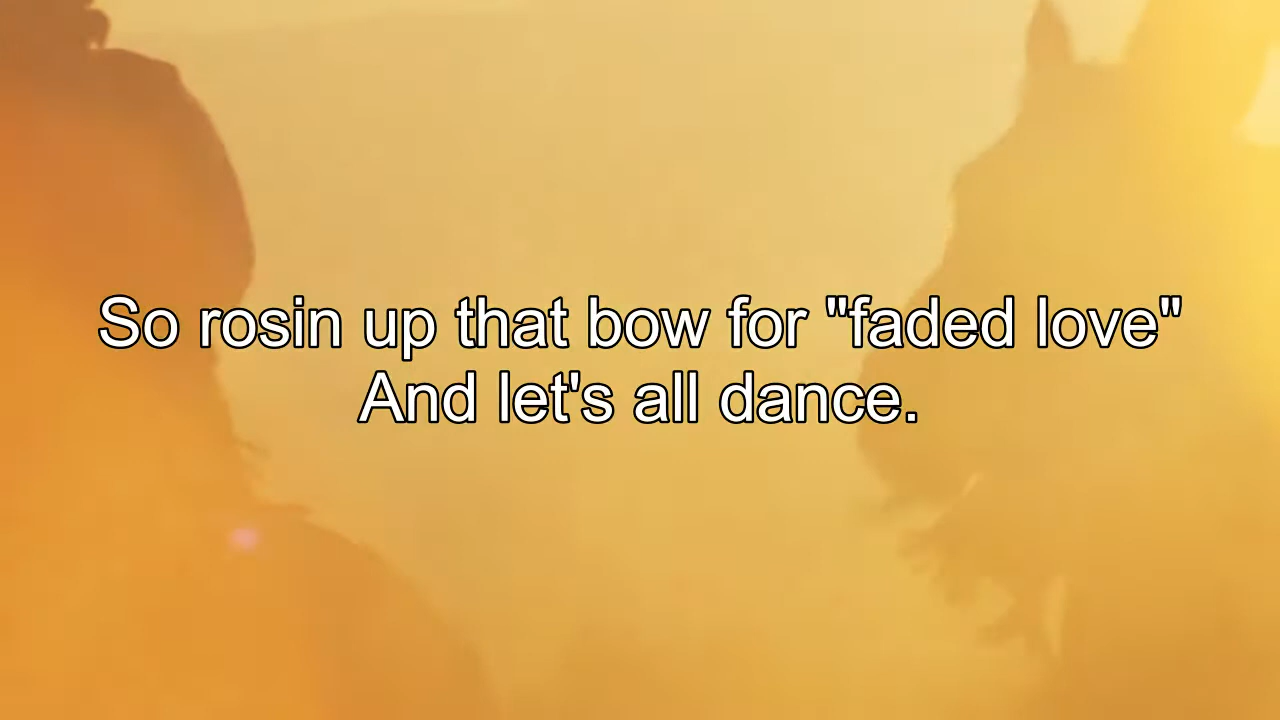 So rosin up that bow for "faded love"
And let's all dance.